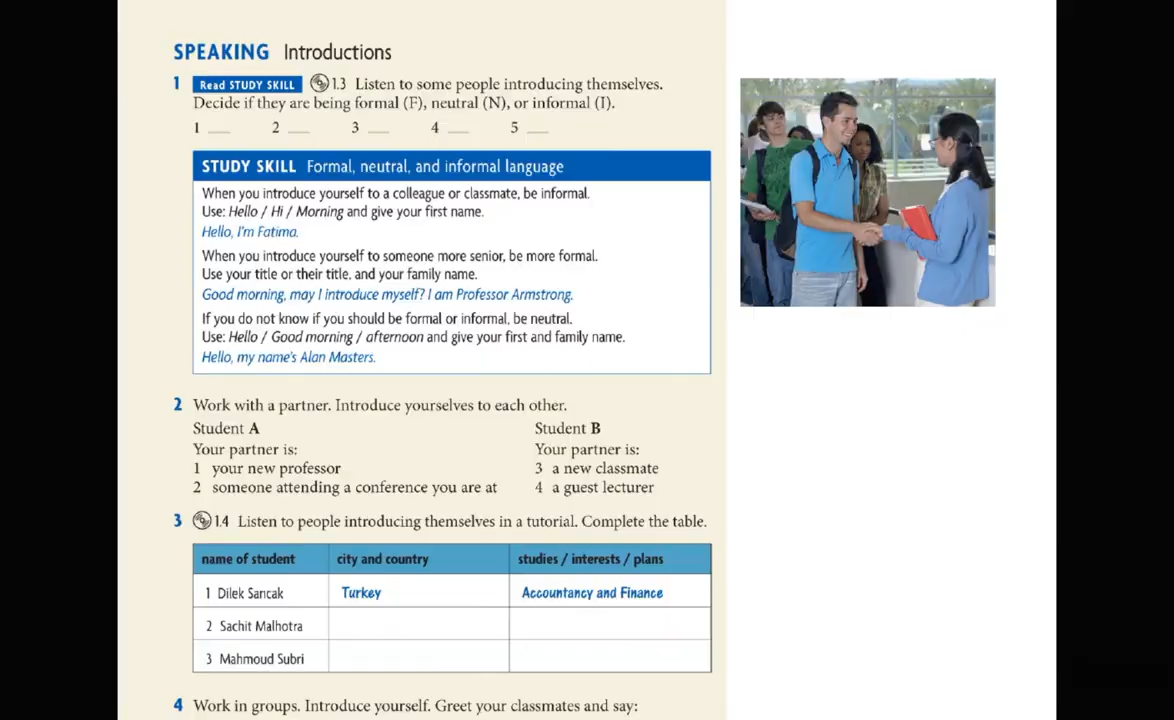 SPEAKING Introductions
1 Read STUDY SKILL 1.3 Listen to some people introducing themselves.
Decide if they are being formal (F), neutral (N), or informal (I).
1 ___ 2 ___ 3 ___ 4 ___ 5 ___
STUDY SKILL Formal, neutral, and informal language
When you introduce yourself to a colleague or classmate, be informal.
Use: Hello / Hi / Morning and give your first name.
Hello, I'm Fatima.
When you introduce yourself to someone more senior, be more formal.
Use your title or their title, and your family name.
Good morning, may I introduce myself? I am Professor Armstrong.
If you do not know if you should be formal or informal, be neutral.
Use: Hello / Good morning / afternoon and give your first and family name.
Hello, my name's Alan Masters.
2 Work with a partner. Introduce yourselves to each other.
Student A
Your partner is:
1 your new professor
2 someone attending a conference you are at
Student B
Your partner is:
3 a new classmate
4 a guest lecturer
3 1.4 Listen to people introducing themselves in a tutorial. Complete the table.
name of student city and country studies / interests / plans
1 Dilek Sancak Turkey Accountancy and Finance
2 Sachit Malhotra
3 Mahmoud Subri
4 Work in groups. Introduce yourself. Greet your classmates and say: